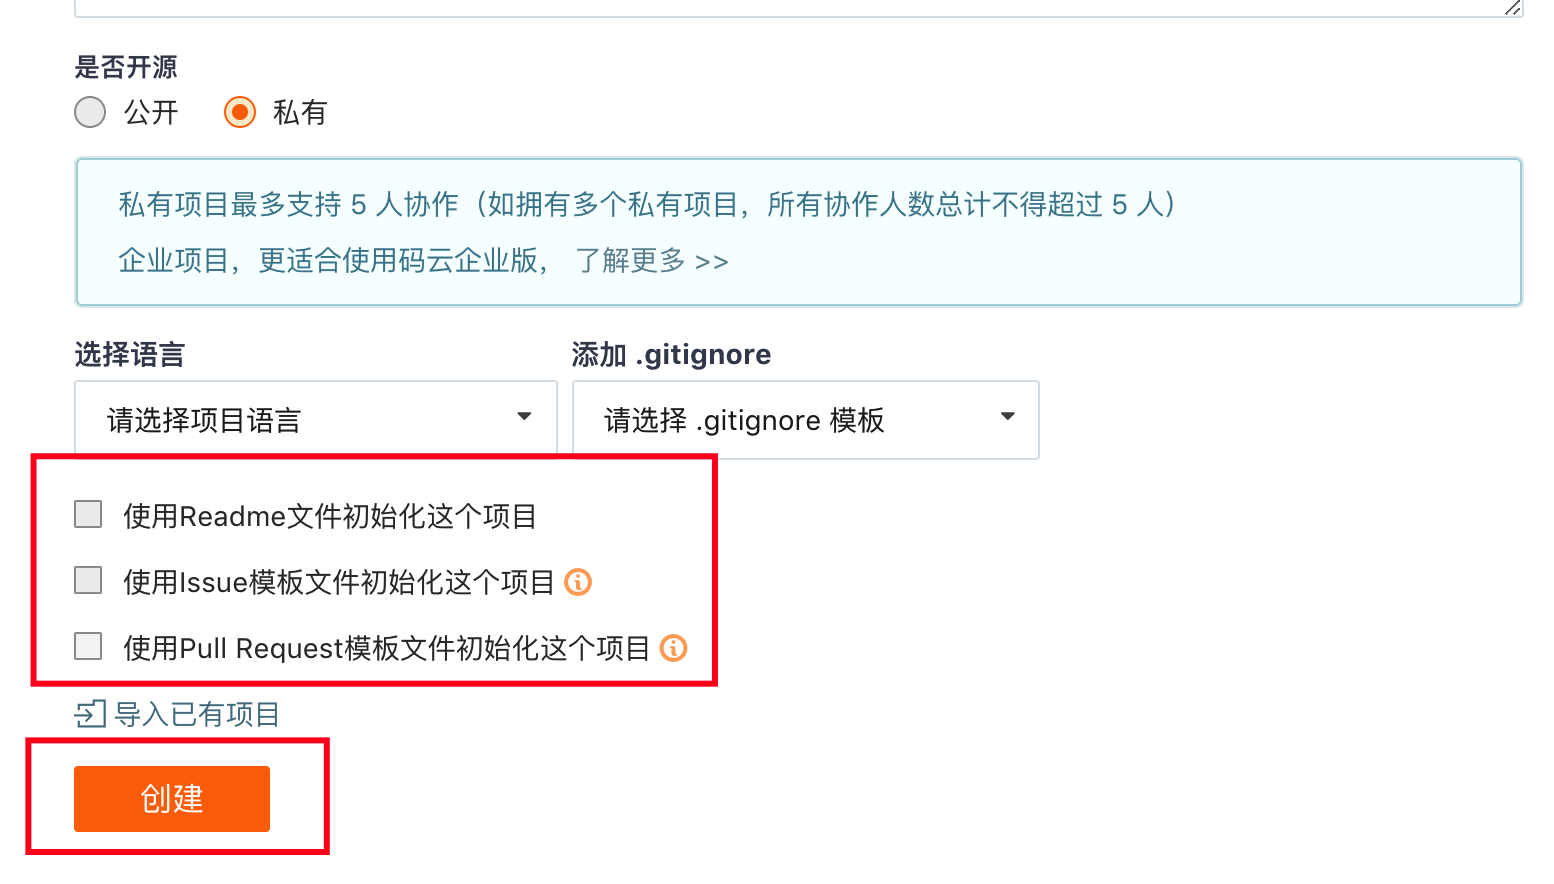 是否开源
公开 私有
私有项目最多支持 5 人协作（如拥有多个私有项目，所有协作人数总计不得超过 5 人）
企业项目，更适合使用码云企业版， 了解更多 >>
选择语言 添加 .gitignore
请选择项目语言 请选择 .gitignore 模板
使用Readme文件初始化这个项目
使用Issue模板文件初始化这个项目
使用Pull Request模板文件初始化这个项目
导入已有项目
创建